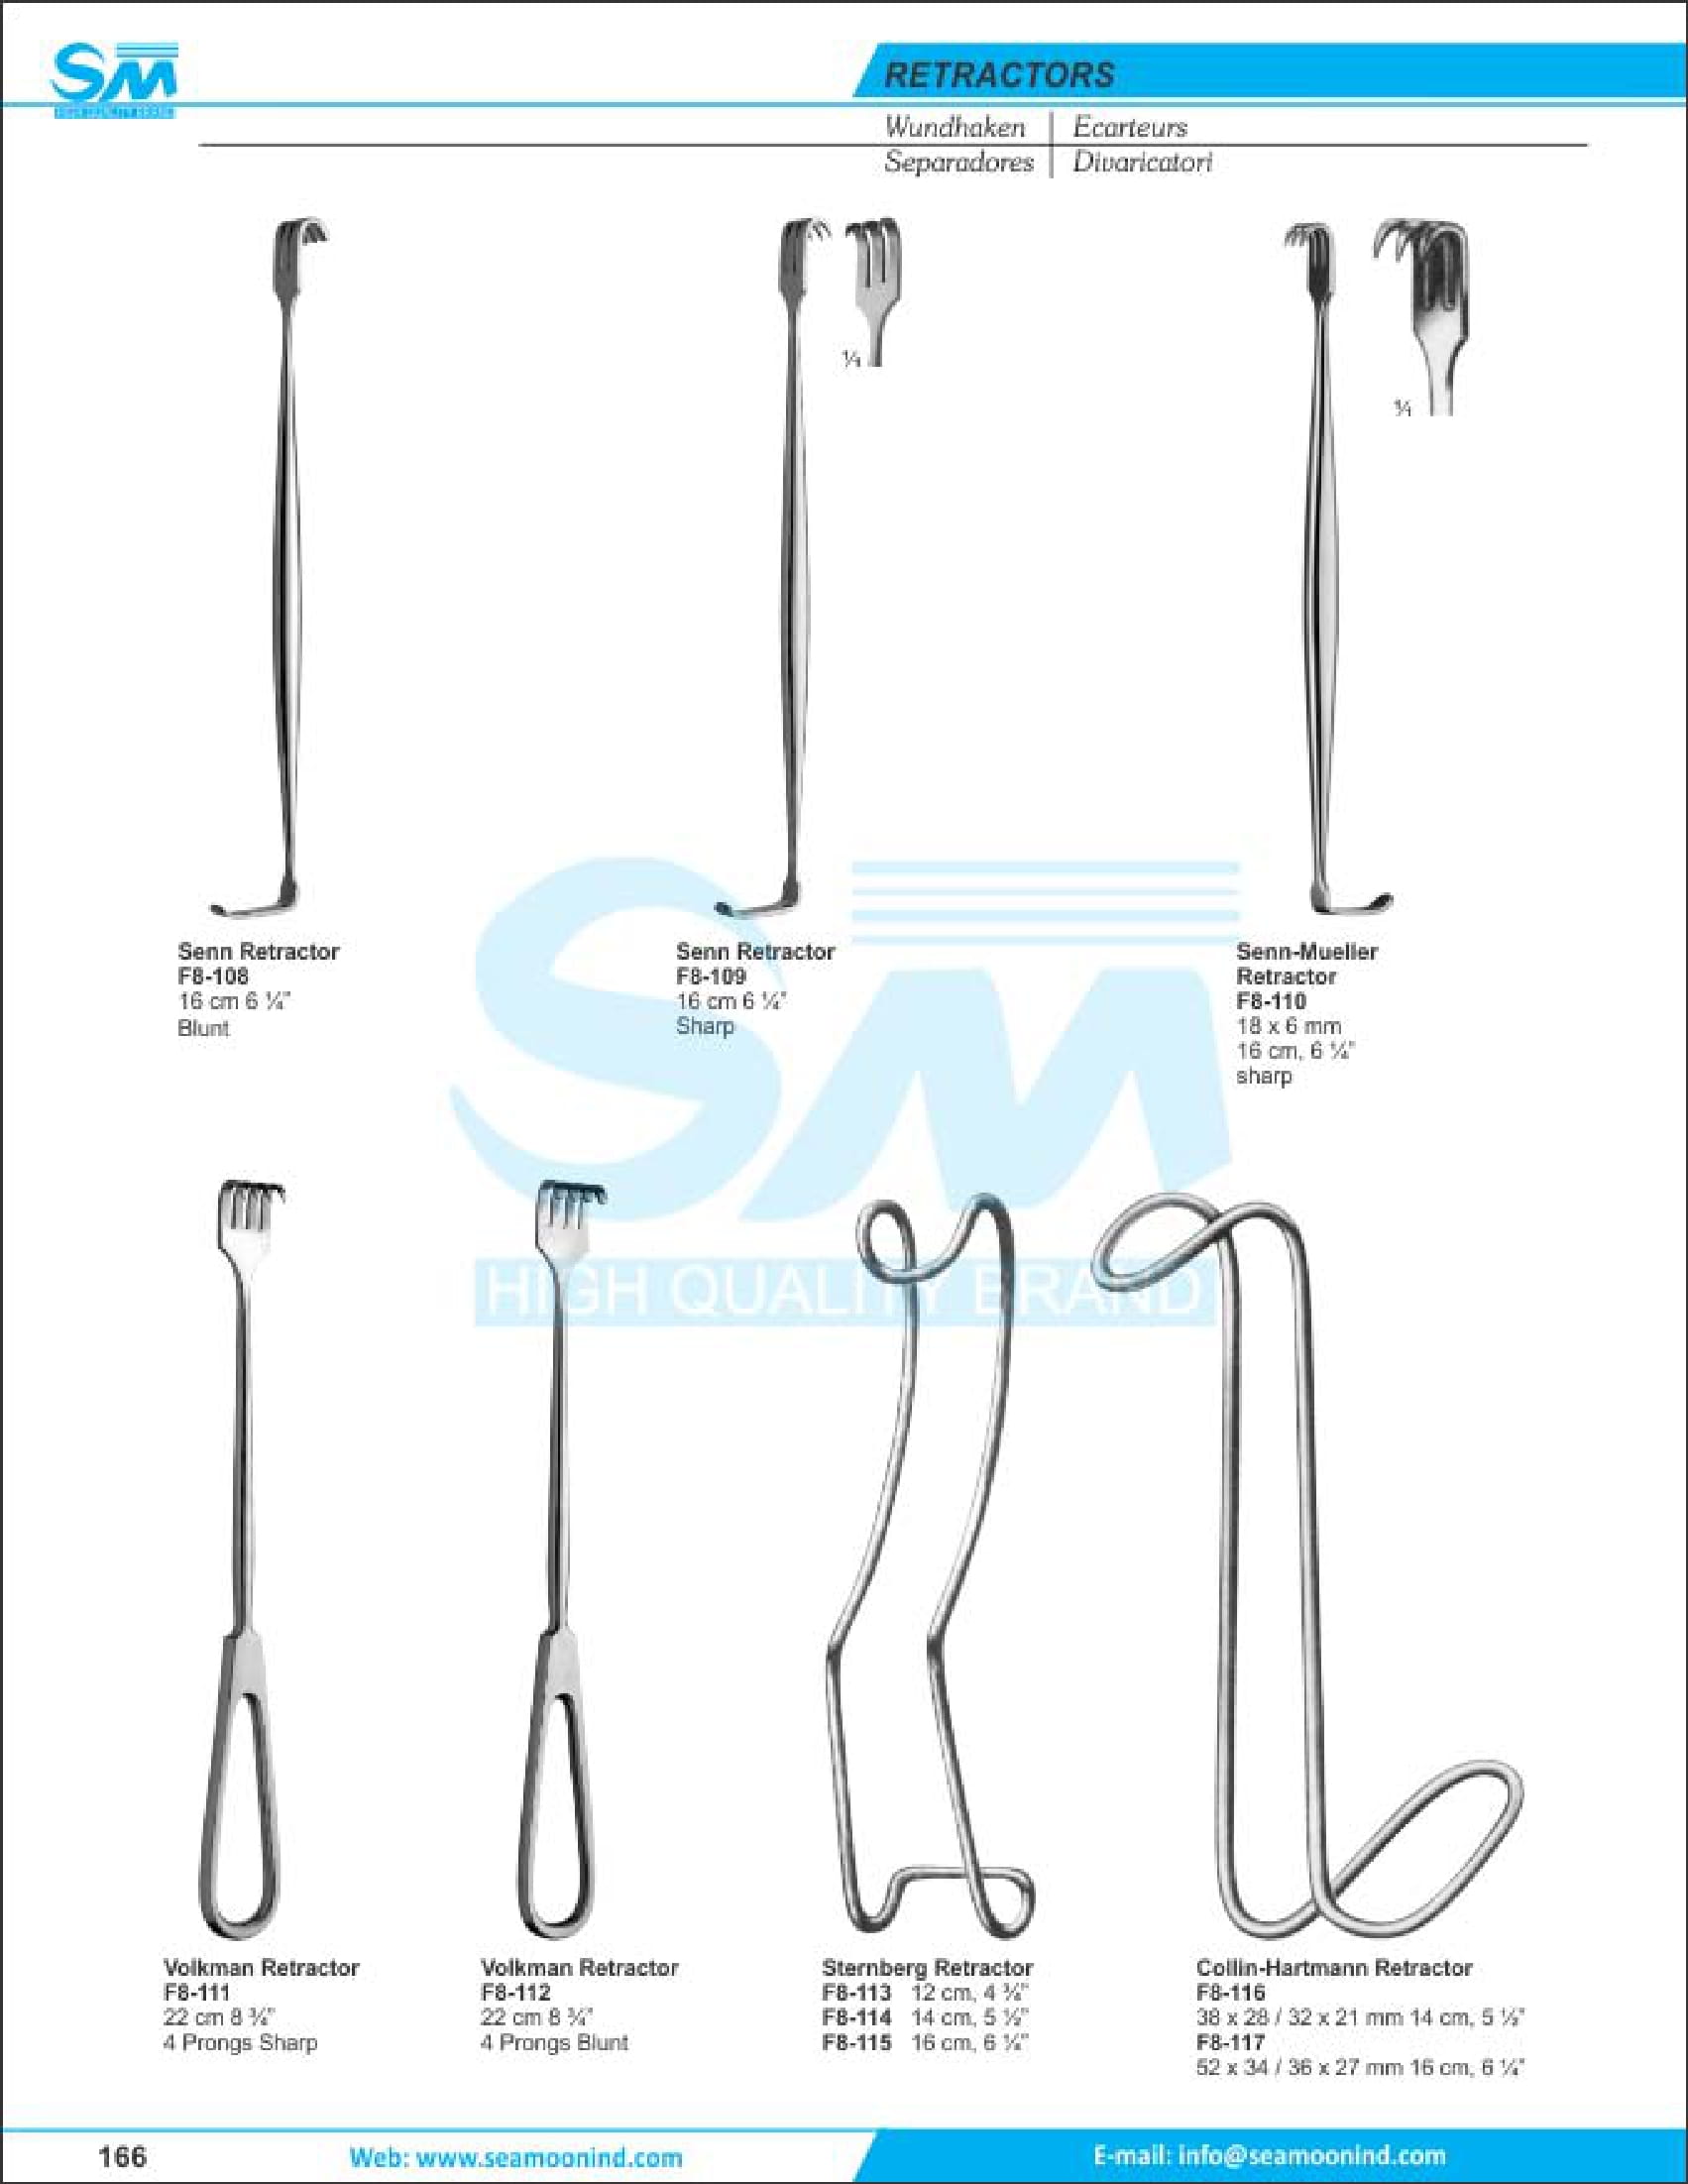 SM
RETRACTORS
Wundhaken
Ecarteurs
Separadores
Divaricatori
Senn Retractor
F8-108
16 cm 6 ¼"
Blunt
Senn Retractor
F8-109
16 cm 6 ¼"
Sharp
Senn-Mueller
Retractor
F8-110
18 x 6 mm
16 cm, 6 ¼"
sharp
SM
HIGH QUALITY BRAND
Volkman Retractor
F8-111
22 cm 8 ¾"
4 Prongs Sharp
Volkman Retractor
F8-112
22 cm 8 ¾"
4 Prongs Blunt
Sternberg Retractor
F8-113 12 cm, 4 ¾"
F8-114 14 cm, 5 ½"
F8-115 16 cm, 6 ¼"
Collin-Hartmann Retractor
F8-116
38 x 28 / 32 x 21 mm 14 cm, 5 ½"
F8-117
52 x 34 / 36 x 27 mm 16 cm, 6 ¼"
166
Web: www.seamoonind.com
E-mail: info@seamoonind.com